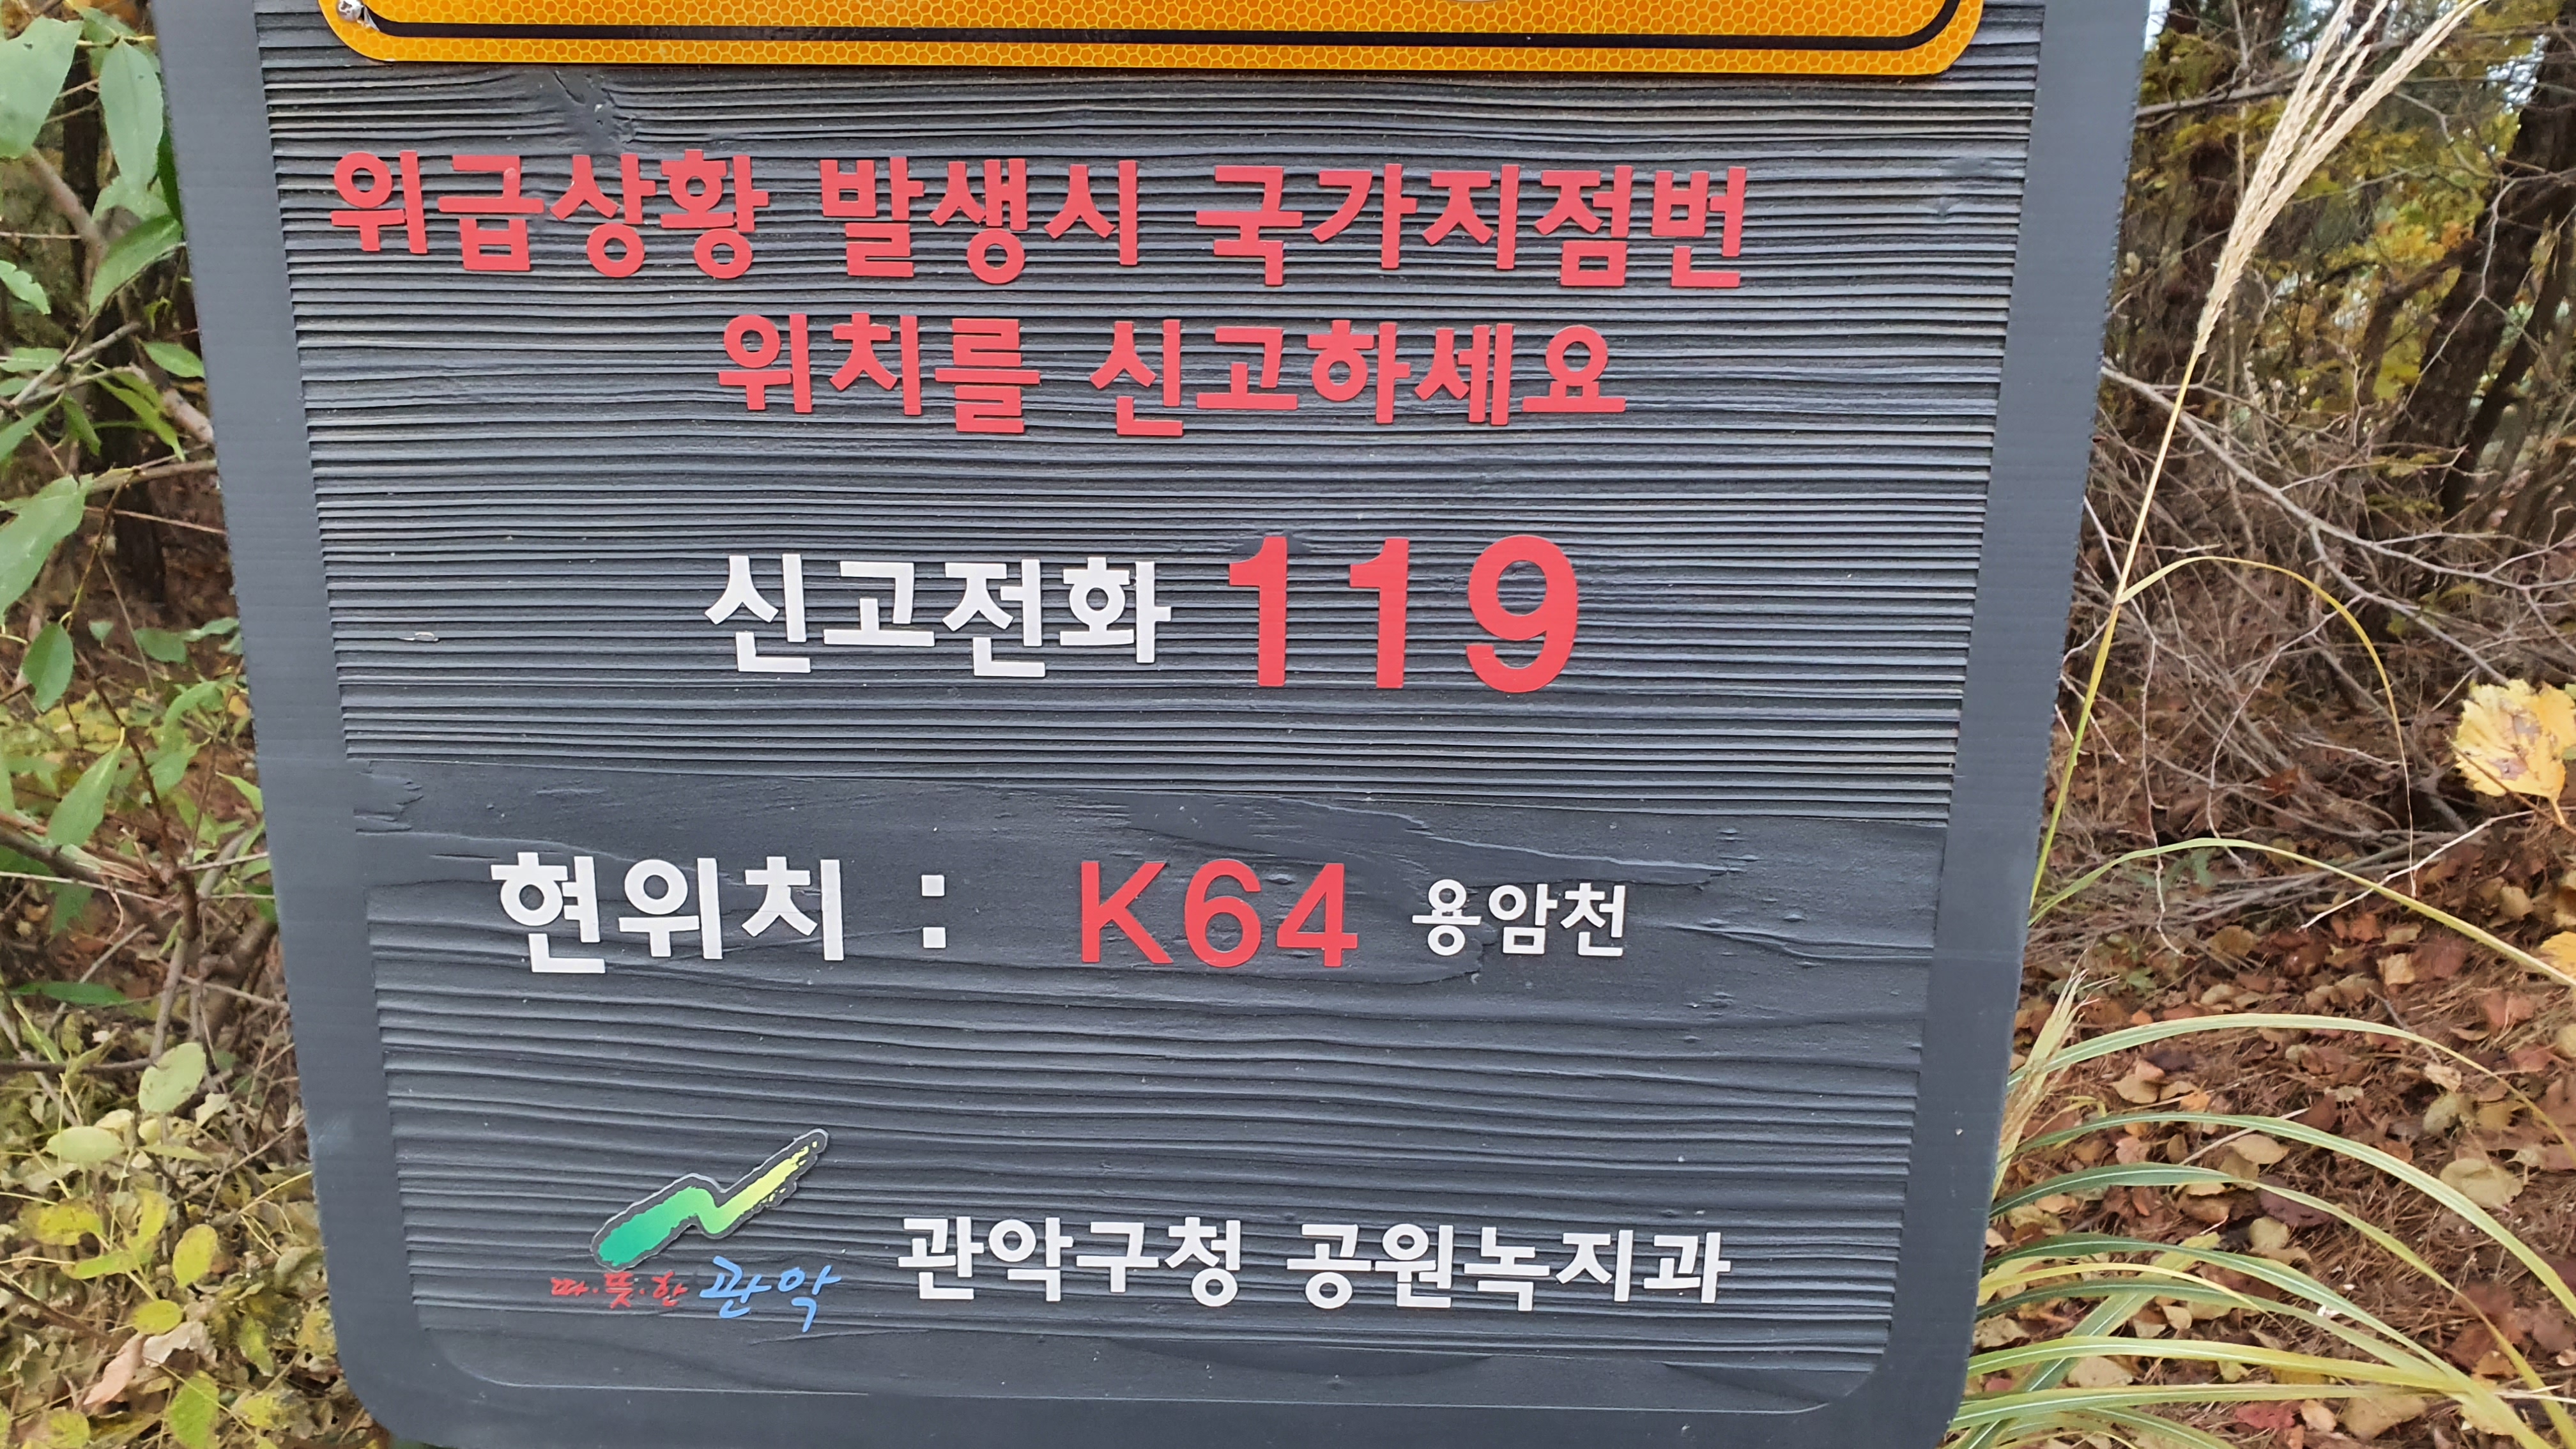 위급상황 발생시 국가지점번
위치를 신고하세요
신고전화 119
현위치 : K64 용암천
따·뜻·한 관악 관악구청 공원녹지과